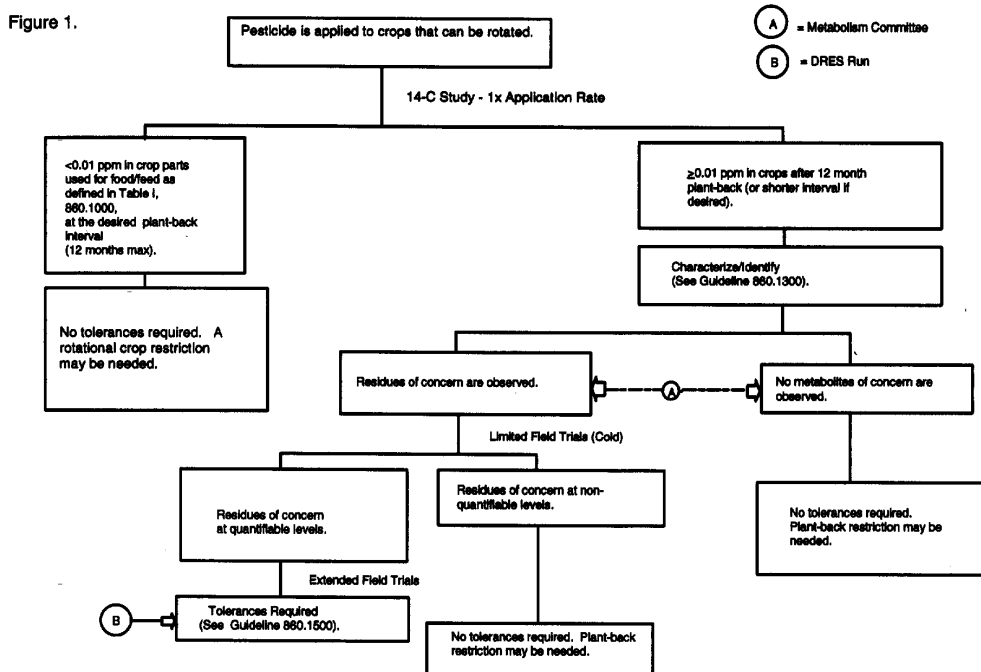 Figure 1.
Pesticide is applied to crops that can be rotated.
A
= Metabolism Committee
B
= DRES Run
14-C Study - 1x Application Rate
<0.01 ppm in crop parts
used for food/feed as
defined in Table I,
860.1000,
at the desired plant-back
interval
(12 months max).
≥0.01 ppm in crops after 12 month
plant-back (or shorter interval if
desired).
Characterize/Identify
(See Guideline 860.1300).
No tolerances required. A
rotational crop restriction
may be needed.
Residues of concern are observed.
A
No metabolites of concern are
observed.
Limited Field Trials (Cold)
Residues of concern
at quantifiable levels.
Residues of concern at non-
quantifiable levels.
No tolerances required.
Plant-back restriction may be
needed.
Extended Field Trials
B
Tolerances Required
(See Guideline 860.1500).
No tolerances required. Plant-back
restriction may be needed.